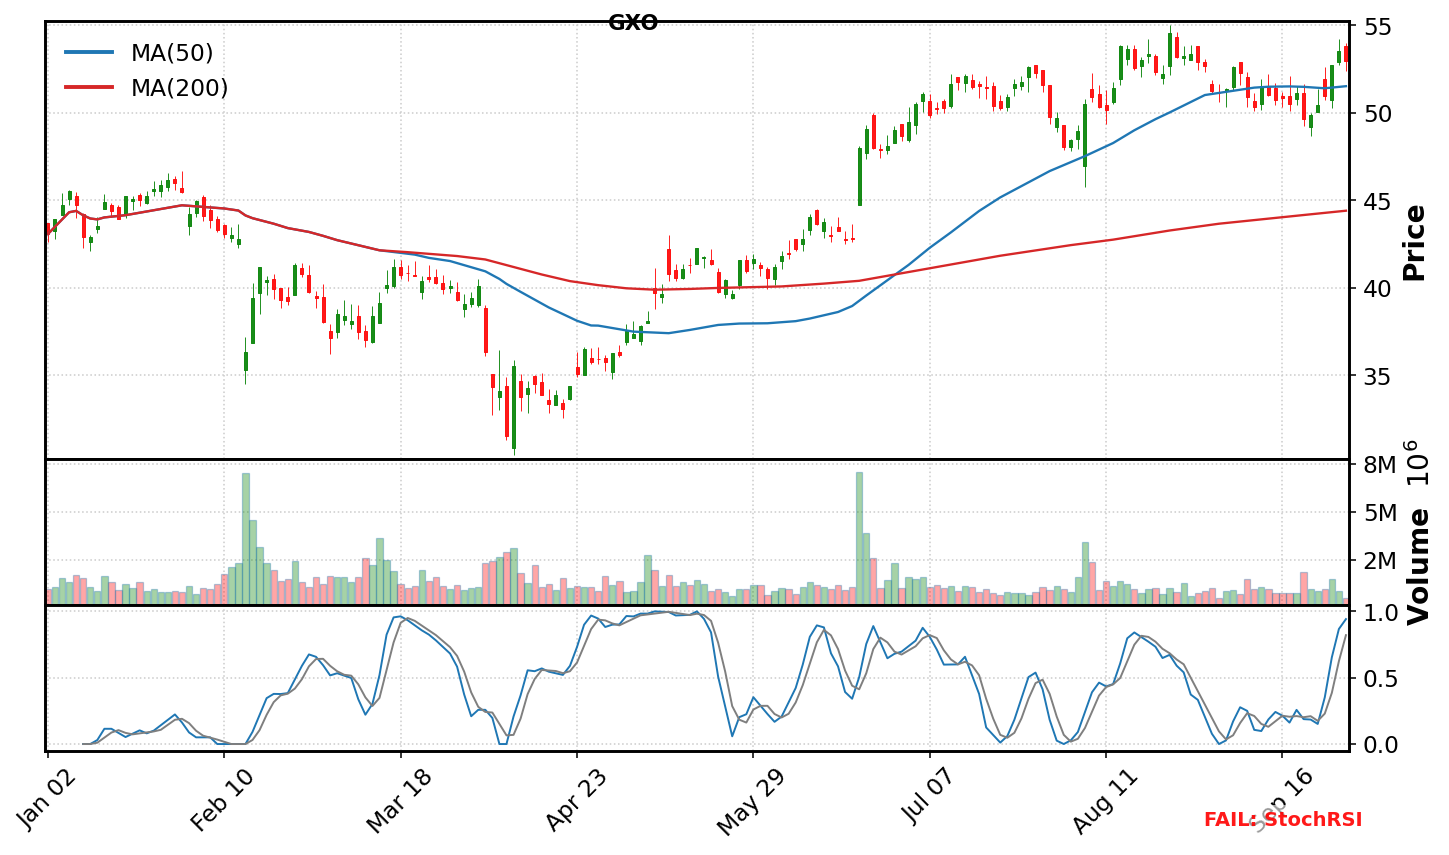 GXO
MA(50)
MA(200)
55
50
45
40
35
Price
8M
5M
2M
Volume 10^6
1.0
0.5
0.0
Jan 02
Feb 10
Mar 18
Apr 23
May 29
Jul 07
Aug 11
Sep 16
FAIL: StochRSI